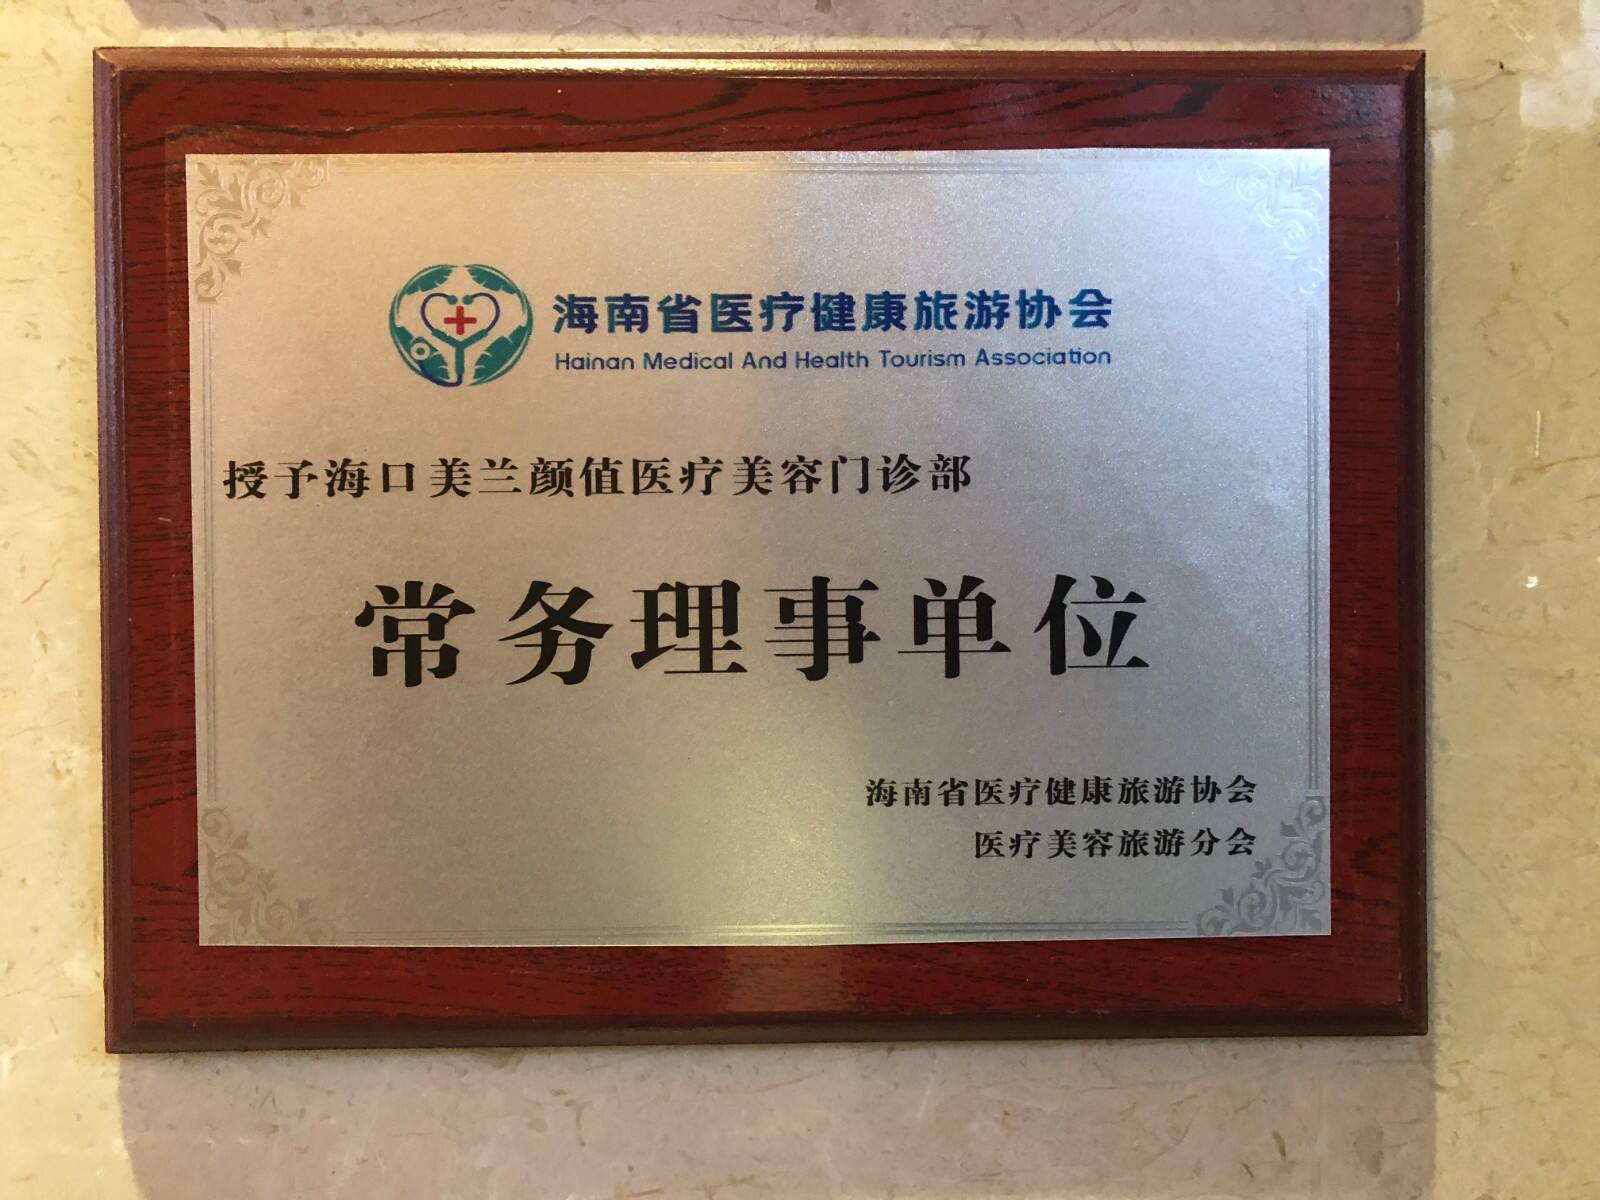 海南省医疗健康旅游协会
Hainan Medical And Health Tourism Association
授予海口美兰颜值医疗美容门诊部
常务理事单位
海南省医疗健康旅游协会
医疗美容旅游分会